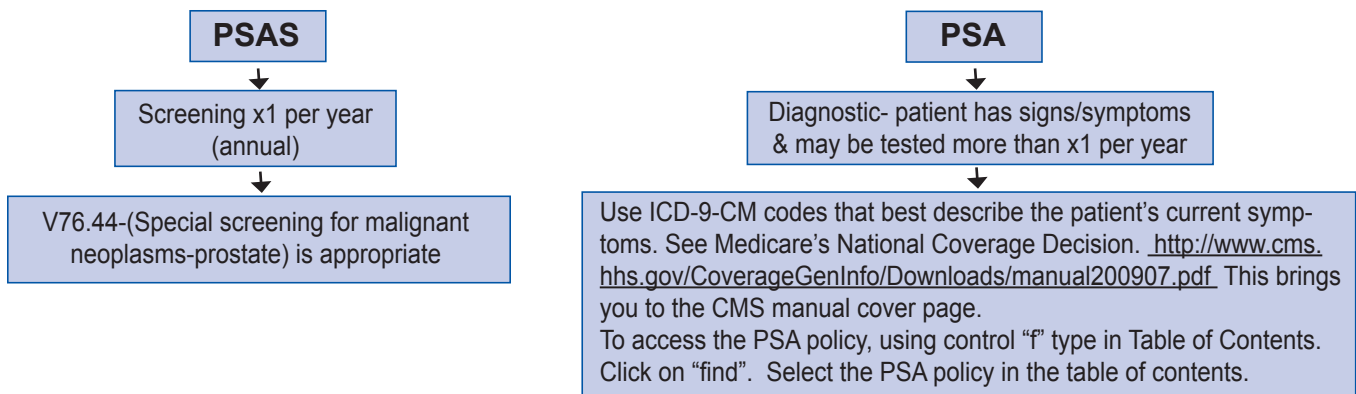 PSAS
Screening x1 per year
(annual)
V76.44-(Special screening for malignant
neoplasms-prostate) is appropriate
PSA
Diagnostic- patient has signs/symptoms
& may be tested more than x1 per year
Use ICD-9-CM codes that best describe the patient’s current symp-
toms. See Medicare’s National Coverage Decision. http://www.cms.
hhs.gov/CoverageGenInfo/Downloads/manual200907.pdf This brings
you to the CMS manual cover page.
To access the PSA policy, using control “f” type in Table of Contents.
Click on “find”. Select the PSA policy in the table of contents.